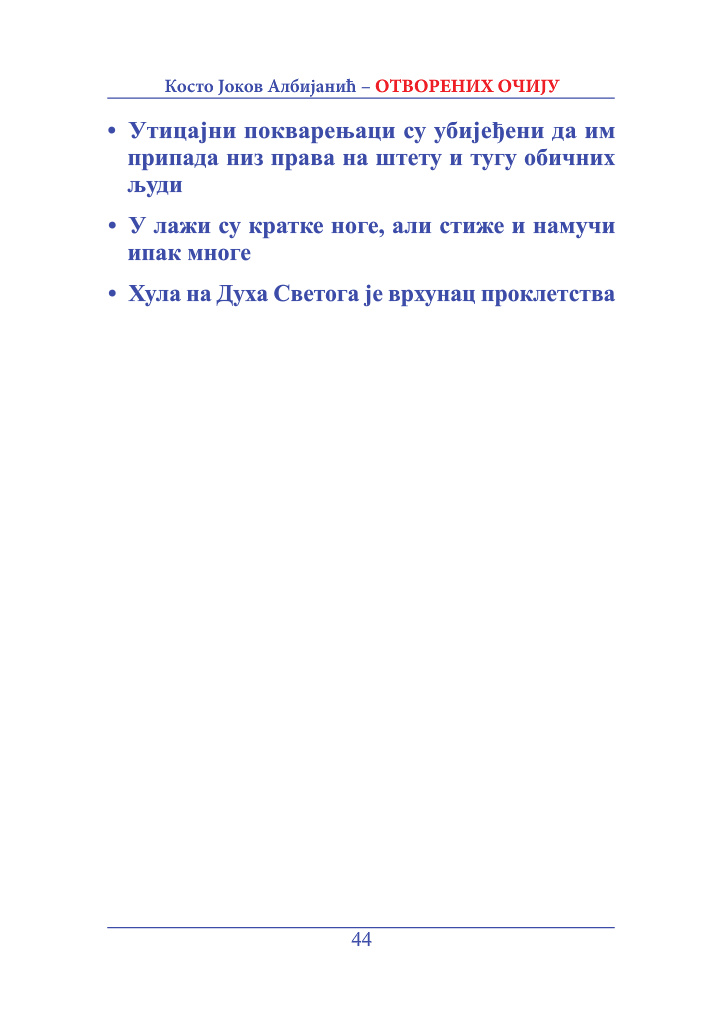 Косто Јоков Албијанић – ОТВОРЕНИХ ОЧИЈУ
• Утицајни покварењаци су убијеђени да им
припада низ права на штету и тугу обичних
људи
• У лажи су кратке ноге, али стиже и намучи
ипак многе
• Хула на Духа Светога је врхунац проклетства
44